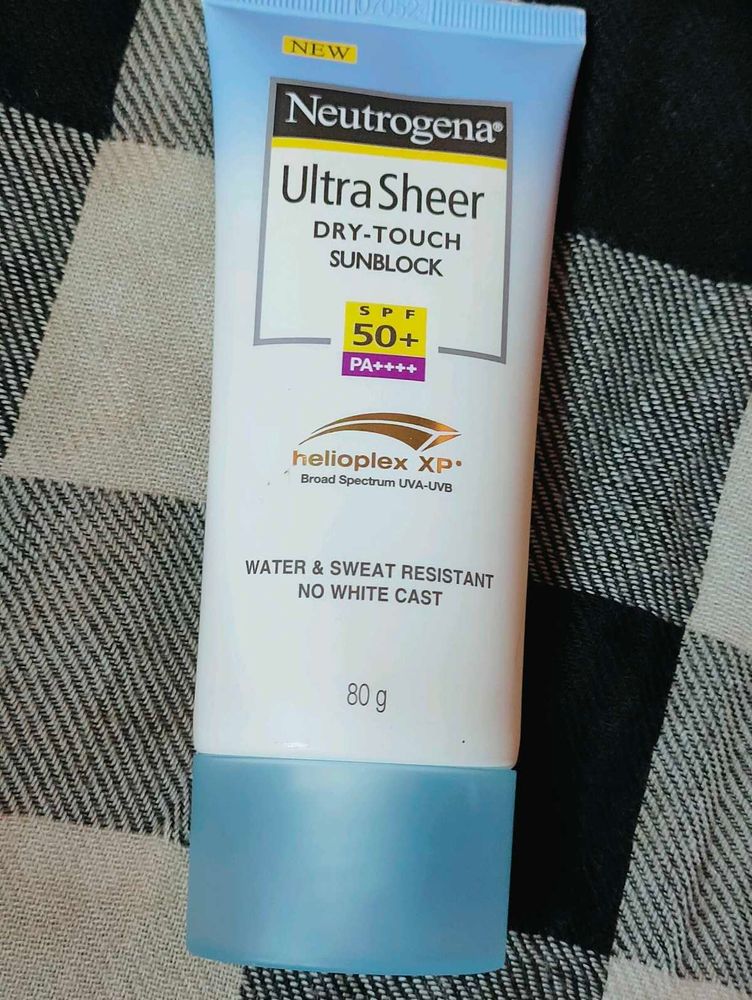 NEW
Neutrogena®
Ultra Sheer
DRY-TOUCH
SUNBLOCK
SPF
50+
PA++++
helioplex XP
Broad Spectrum UVA-UVB
WATER & SWEAT RESISTANT
NO WHITE CAST
80 g